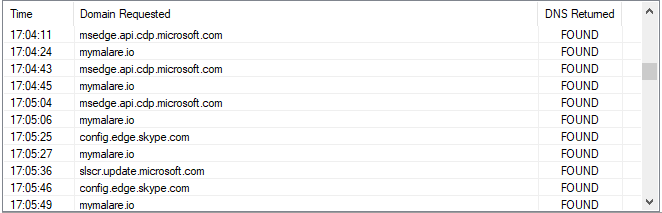 Time Domain Requested DNS Returned
17:04:11 msedge.api.cdp.microsoft.com FOUND
17:04:24 mymalare.io FOUND
17:04:43 msedge.api.cdp.microsoft.com FOUND
17:04:45 mymalare.io FOUND
17:05:04 msedge.api.cdp.microsoft.com FOUND
17:05:06 mymalare.io FOUND
17:05:25 config.edge.skype.com FOUND
17:05:27 mymalare.io FOUND
17:05:36 slscr.update.microsoft.com FOUND
17:05:46 config.edge.skype.com FOUND
17:05:49 mymalare.io FOUND